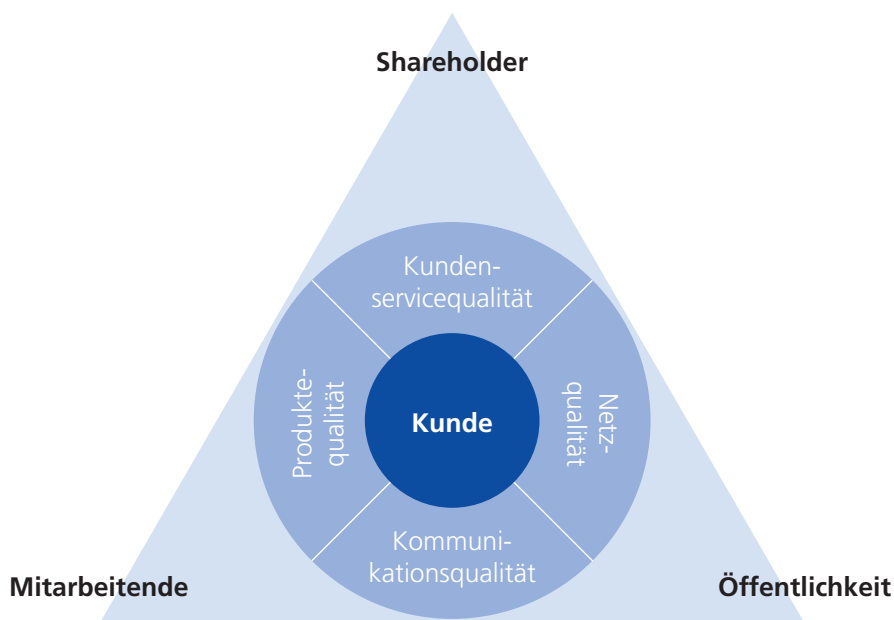 Shareholder
Kunden-
servicequalität
Produkte-
qualität
Kunde
Netz-
qualität
Kommuni-
kationsqualität
Mitarbeitende
Öffentlichkeit